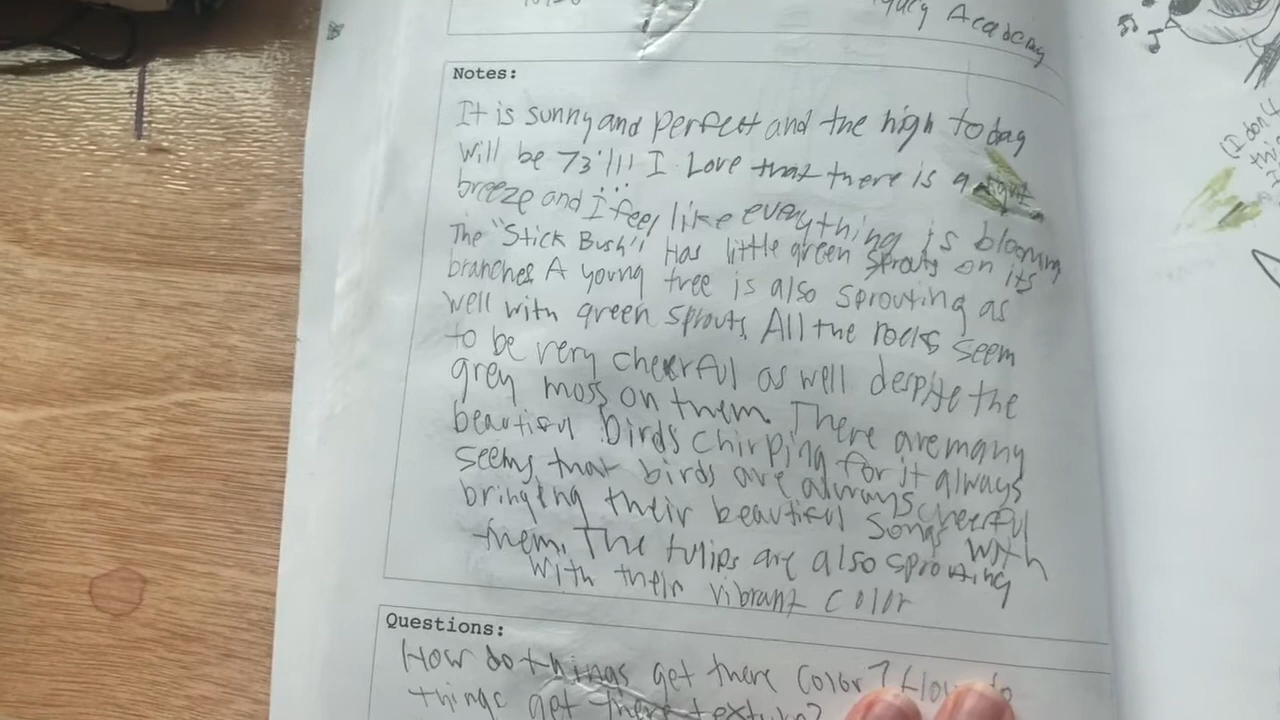 Academy
Notes:
It is sunny and perfect and the high today
will be 73°!!! I Love that there is a
breeze and I feel like everything is blooming
The "Stick Bush" Has little green sprouts on its
branches. A young tree is also sprouting as
well with green sprouts. All the rocks seem
to be very cheerful as well despite the
grey moss on them. There are many
beautiful birds chirping for it always
seems that birds are always cheerful
bringing their beautiful songs with
them. The tulips are also sprouting
with their vibrant color
(I don't
Questions:
How do things get there color? How do
things get there texture?